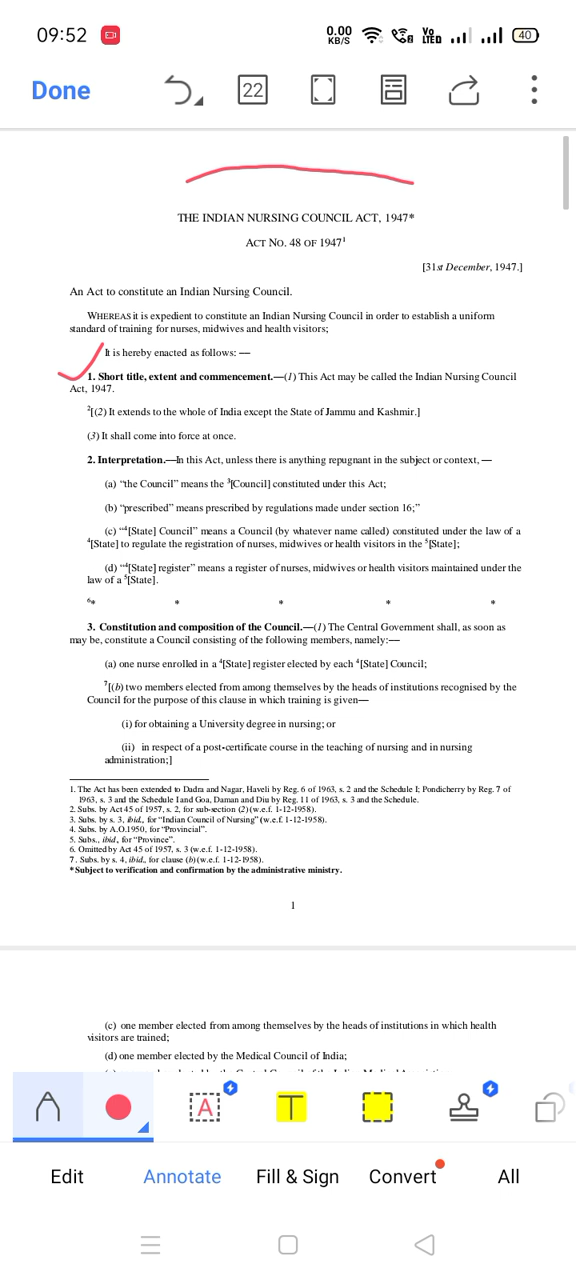 09:52
0.00
KB/S
Vo
LTED
40
Done
22
THE INDIAN NURSING COUNCIL ACT, 1947*
ACT NO. 48 OF 1947¹
[31st December, 1947.]
An Act to constitute an Indian Nursing Council.
WHEREAS it is expedient to constitute an Indian Nursing Council in order to establish a uniform
standard of training for nurses, midwives and health visitors;
It is hereby enacted as follows: —
1. Short title, extent and commencement.—(1) This Act may be called the Indian Nursing Council
Act, 1947.
²[(2) It extends to the whole of India except the State of Jammu and Kashmir.]
(3) It shall come into force at once.
2. Interpretation.—In this Act, unless there is anything repugnant in the subject or context, —
(a) “the Council” means the ³[Council] constituted under this Act;
(b) “prescribed” means prescribed by regulations made under section 16;”
(c) “⁴[State] Council” means a Council (by whatever name called) constituted under the law of a
⁴[State] to regulate the registration of nurses, midwives or health visitors in the ⁵[State];
(d) “⁴[State] register” means a register of nurses, midwives or health visitors maintained under the
law of a ⁵[State].
⁶* * * * *
3. Constitution and composition of the Council.—(1) The Central Government shall, as soon as
may be, constitute a Council consisting of the following members, namely:—
(a) one nurse enrolled in a ⁴[State] register elected by each ⁴[State] Council;
⁷[(b) two members elected from among themselves by the heads of institutions recognised by the
Council for the purpose of this clause in which training is given—
(i) for obtaining a University degree in nursing; or
(ii) in respect of a post-certificate course in the teaching of nursing and in nursing
administration;]
1. The Act has been extended to Dadra and Nagar, Haveli by Reg. 6 of 1963, s. 2 and the Schedule I; Pondicherry by Reg. 7 of
1963, s. 3 and the Schedule I and Goa, Daman and Diu by Reg. 11 of 1963, s. 3 and the Schedule.
2. Subs. by Act 45 of 1957, s. 2, for sub-section (2) (w.e.f. 1-12-1958).
3. Subs. by s. 3, ibid., for “Indian Council of Nursing” (w.e.f. 1-12-1958).
4. Subs. by A.O.1950, for “Provincial”.
5. Subs., ibid., for “Province”.
6. Omitted by Act 45 of 1957, s. 3 (w.e.f. 1-12-1958).
7. Subs. by s. 4, ibid., for clause (b) (w.e.f. 1-12-1958).
*Subject to verification and confirmation by the administrative ministry.
1
(c) one member elected from among themselves by the heads of institutions in which health
visitors are trained;
(d) one member elected by the Medical Council of India;
A
T
Edit
Annotate
Fill & Sign
Convert
All